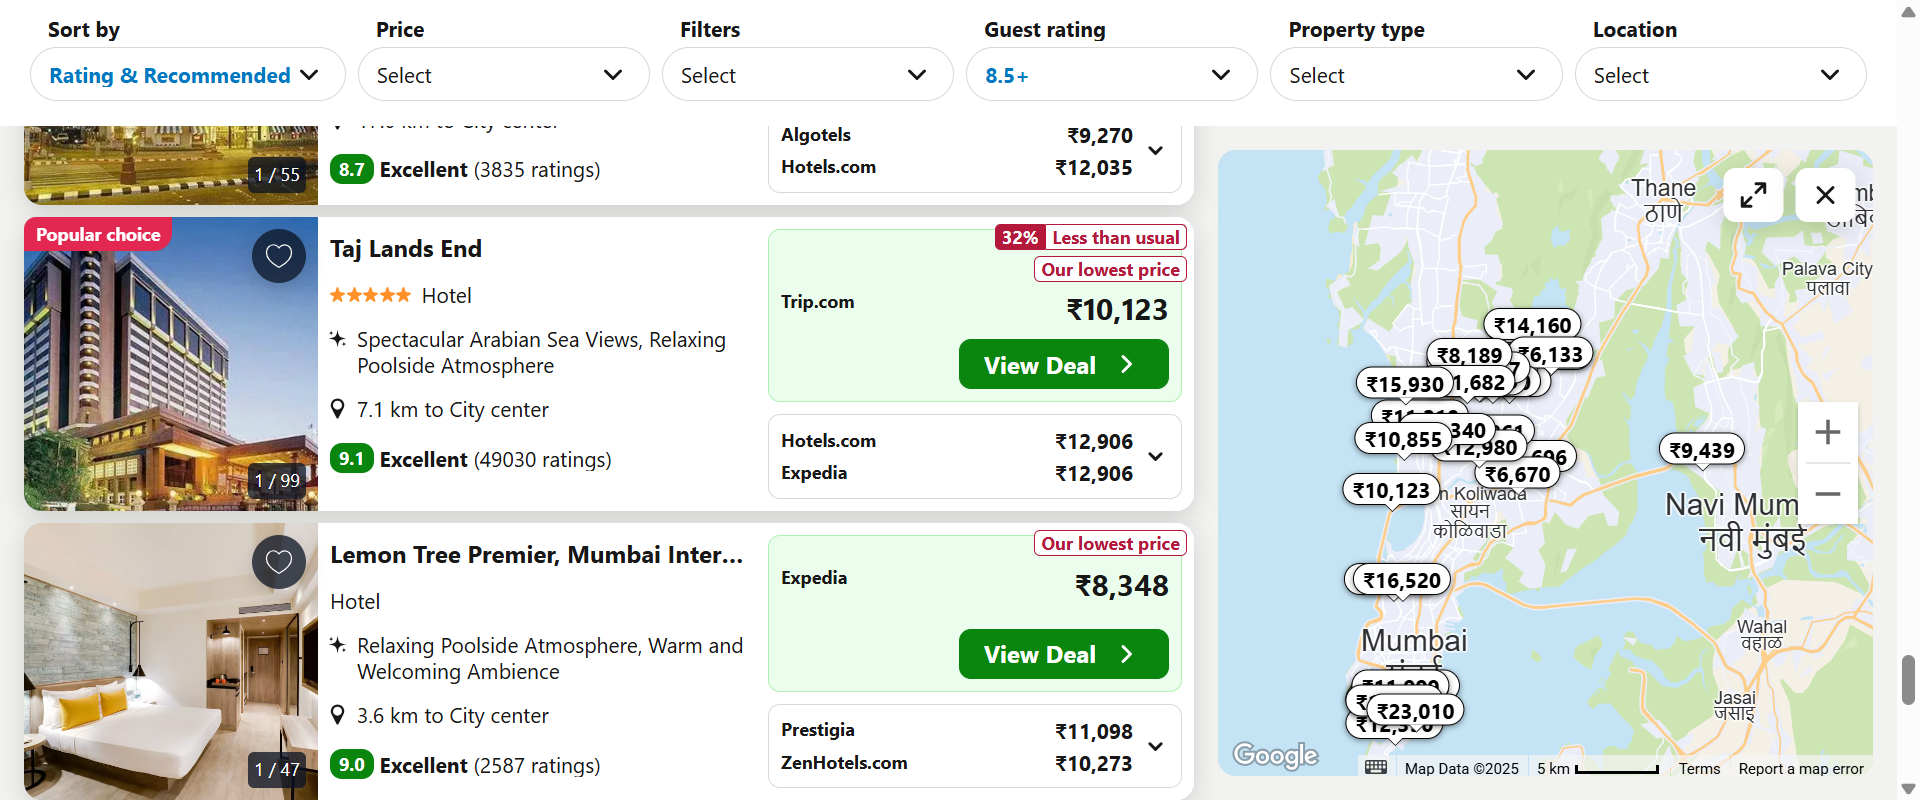 Sort by
Rating & Recommended
Price
Select
Filters
Select
Guest rating
8.5+
Property type
Select
Location
Select
1 / 55
8.7 Excellent (3835 ratings)
Algotels ₹9,270
Hotels.com ₹12,035
Popular choice
1 / 99
Taj Lands End
Hotel
Spectacular Arabian Sea Views, Relaxing
Poolside Atmosphere
7.1 km to City center
9.1 Excellent (49030 ratings)
32% Less than usual
Our lowest price
Trip.com
₹10,123
View Deal
Hotels.com ₹12,906
Expedia ₹12,906
1 / 47
Lemon Tree Premier, Mumbai Inter...
Hotel
Relaxing Poolside Atmosphere, Warm and
Welcoming Ambience
3.6 km to City center
9.0 Excellent (2587 ratings)
Our lowest price
Expedia
₹8,348
View Deal
Prestigia ₹11,098
ZenHotels.com ₹10,273
Thane
ठाणे
Palava City
पलावा
₹14,160
₹8,189
₹6,133
₹15,930
1,682
₹10,855
340
12,980
696
₹6,670
₹9,439
₹10,123
n Koliwada
सायन
कोळिवाडा
Navi Mum
नवी मुंबई
₹16,520
Mumbai
Wahal
वहाळ
₹23,010
Jasai
जसाई
Google
Map Data ©2025
5 km
Terms
Report a map error